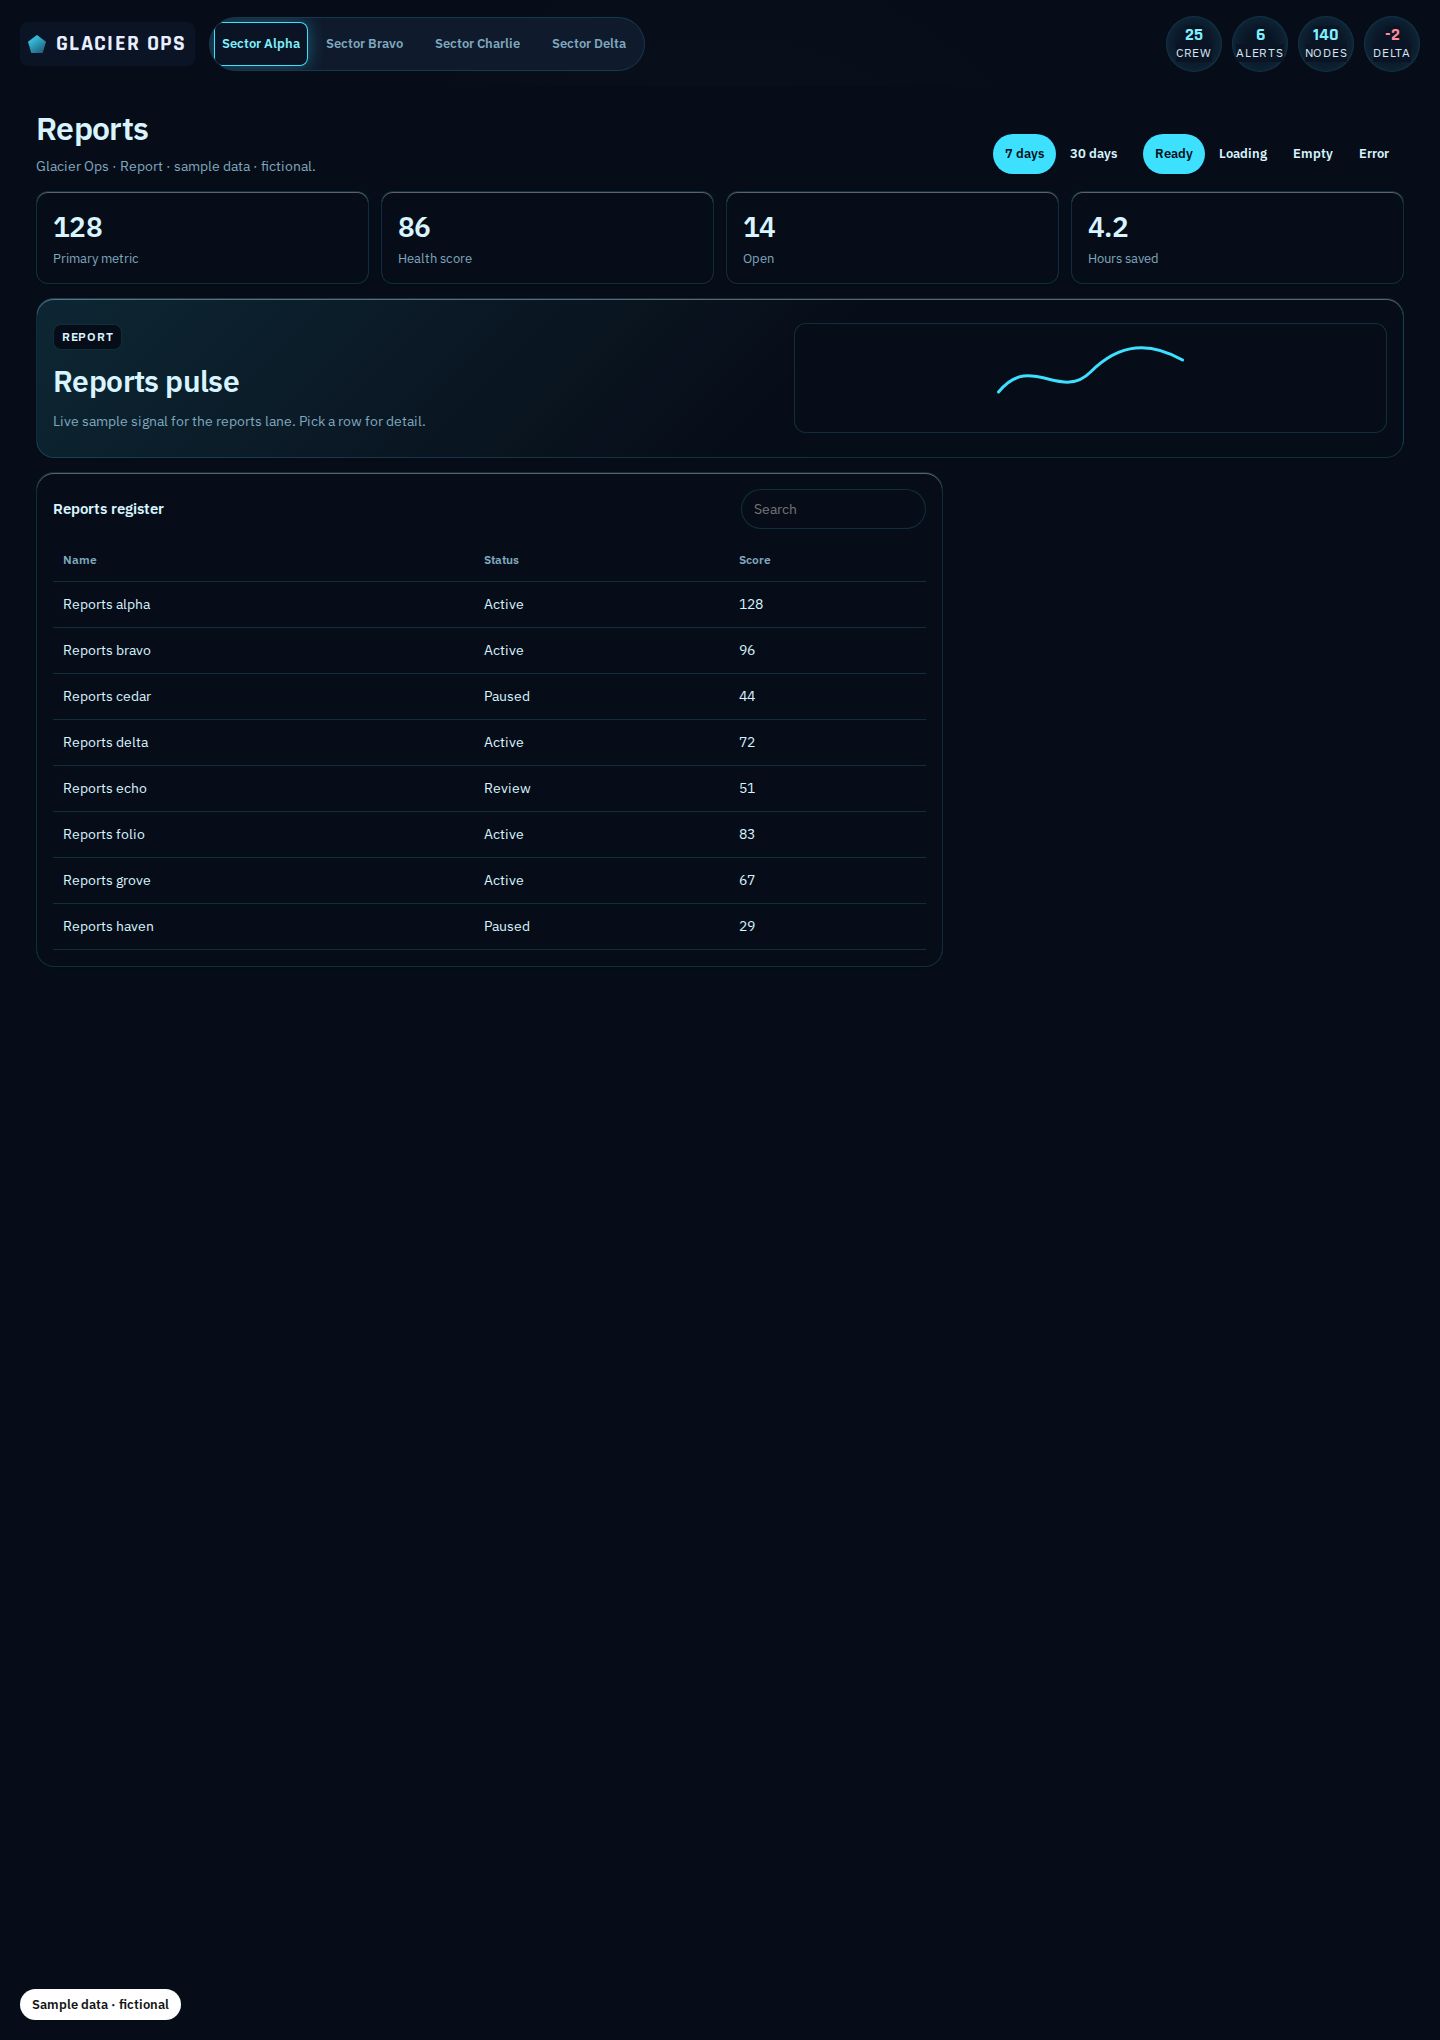 GLACIER OPS
Sector Alpha Sector Bravo Sector Charlie Sector Delta
25 CREW
6 ALERTS
140 NODES
-2 DELTA
Reports
Glacier Ops · Report · sample data · fictional.
7 days 30 days Ready Loading Empty Error
128
Primary metric
86
Health score
14
Open
4.2
Hours saved
REPORT
Reports pulse
Live sample signal for the reports lane. Pick a row for detail.
Reports register
Search
Name Status Score
Reports alpha Active 128
Reports bravo Active 96
Reports cedar Paused 44
Reports delta Active 72
Reports echo Review 51
Reports folio Active 83
Reports grove Active 67
Reports haven Paused 29
Sample data · fictional